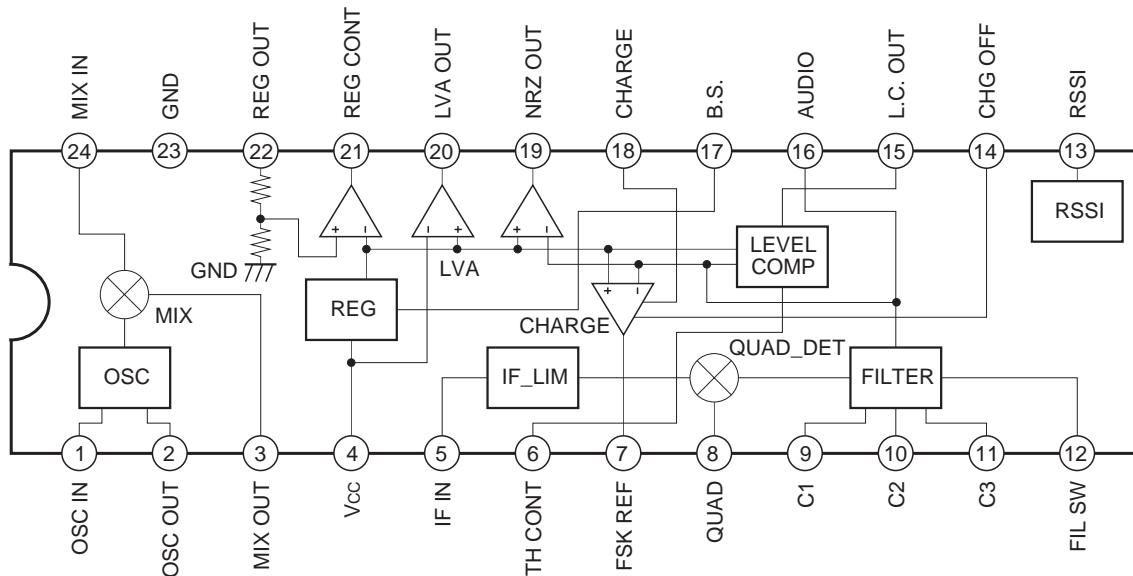 MIX IN
GND
REG OUT
REG CONT
LVA OUT
NRZ OUT
CHARGE
B.S.
AUDIO
L.C. OUT
CHG OFF
RSSI
24
23
22
21
20
19
18
17
16
15
14
13
+ −
− +
+ −
RSSI
LEVEL
COMP
GND
LVA
+ −
MIX
REG
CHARGE
QUAD_DET
OSC
IF_LIM
FILTER
1
2
3
4
5
6
7
8
9
10
11
12
OSC IN
OSC OUT
MIX OUT
VCC
IF IN
TH CONT
FSK REF
QUAD
C1
C2
C3
FIL SW